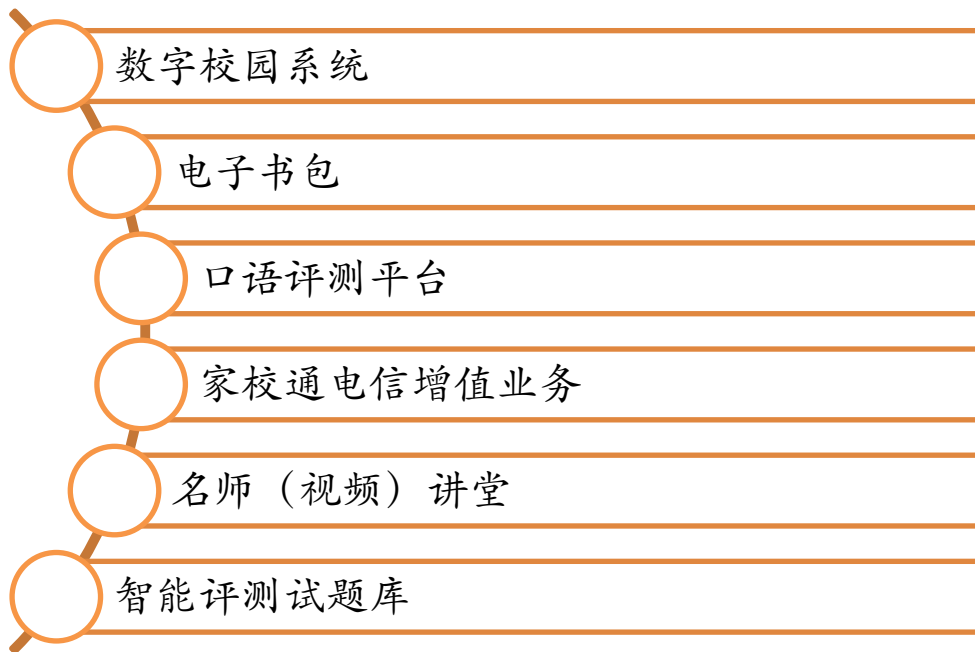 数字校园系统
电子书包
口语评测平台
家校通电信增值业务
名师（视频）讲堂
智能评测试题库